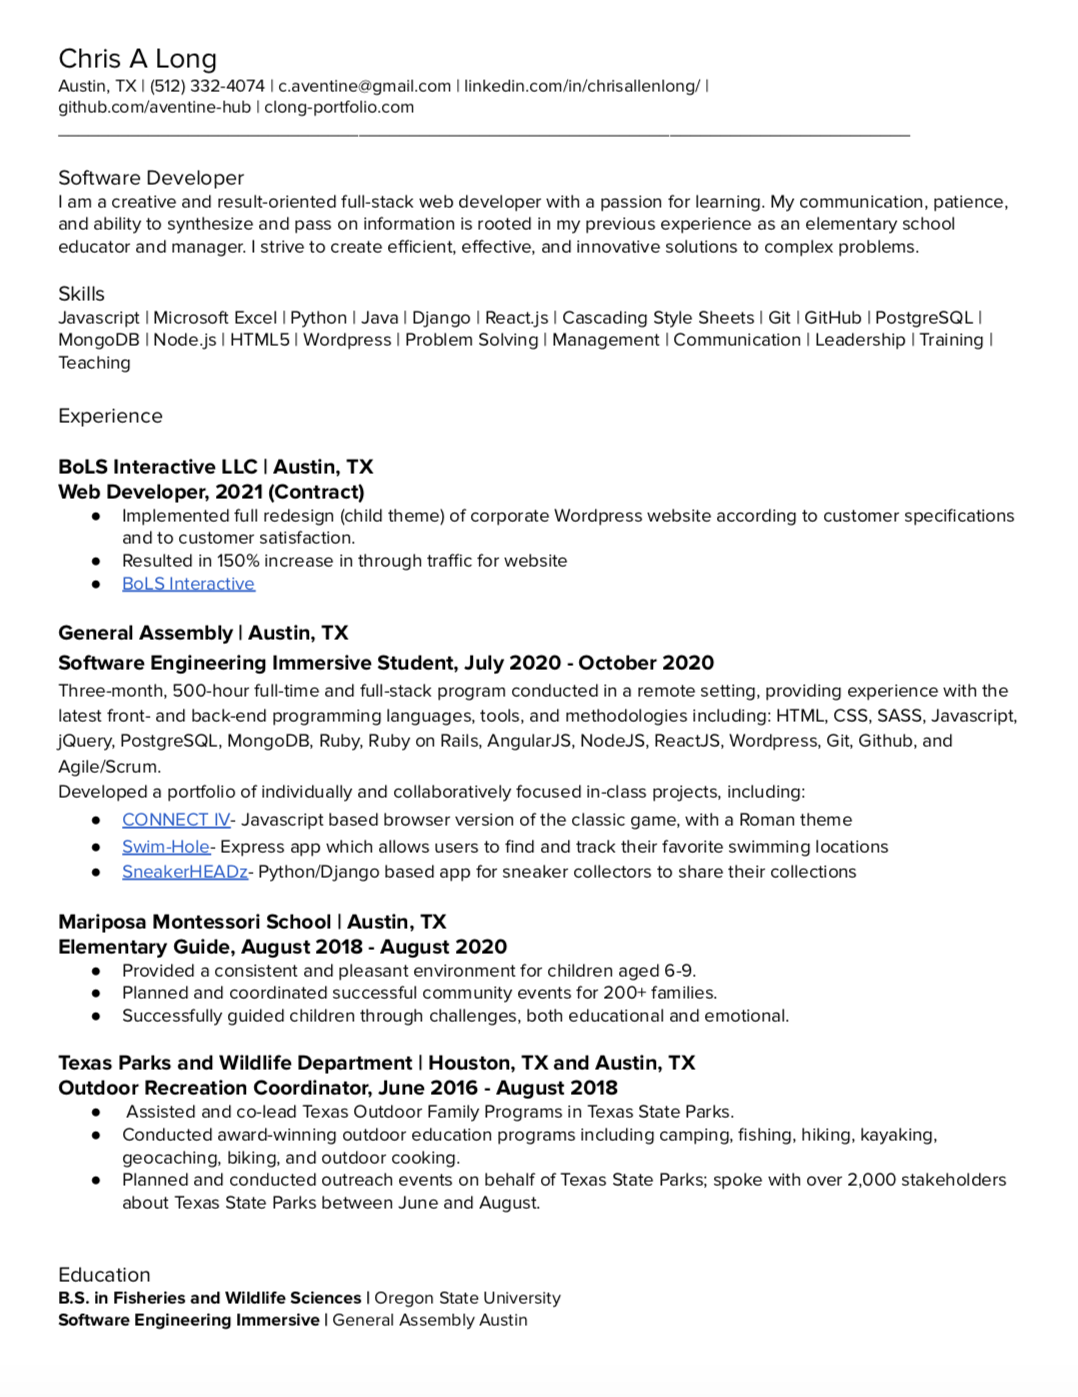 Chris A Long
Austin, TX | (512) 332-4074 | c.aventine@gmail.com | linkedin.com/in/chrisallenlong/ |
github.com/aventine-hub | clong-portfolio.com
Software Developer
I am a creative and result-oriented full-stack web developer with a passion for learning. My communication, patience,
and ability to synthesize and pass on information is rooted in my previous experience as an elementary school
educator and manager. I strive to create efficient, effective, and innovative solutions to complex problems.
Skills
Javascript | Microsoft Excel | Python | Java | Django | React.js | Cascading Style Sheets | Git | GitHub | PostgreSQL |
MongoDB | Node.js | HTML5 | Wordpress | Problem Solving | Management | Communication | Leadership | Training |
Teaching
Experience
BoLS Interactive LLC | Austin, TX
Web Developer, 2021 (Contract)
● Implemented full redesign (child theme) of corporate Wordpress website according to customer specifications
and to customer satisfaction.
● Resulted in 150% increase in through traffic for website
● BoLS Interactive
General Assembly | Austin, TX
Software Engineering Immersive Student, July 2020 - October 2020
Three-month, 500-hour full-time and full-stack program conducted in a remote setting, providing experience with the
latest front- and back-end programming languages, tools, and methodologies including: HTML, CSS, SASS, Javascript,
jQuery, PostgreSQL, MongoDB, Ruby, Ruby on Rails, AngularJS, NodeJS, ReactJS, Wordpress, Git, Github, and
Agile/Scrum.
Developed a portfolio of individually and collaboratively focused in-class projects, including:
● CONNECT IV- Javascript based browser version of the classic game, with a Roman theme
● Swim-Hole- Express app which allows users to find and track their favorite swimming locations
● SneakerHEADz- Python/Django based app for sneaker collectors to share their collections
Mariposa Montessori School | Austin, TX
Elementary Guide, August 2018 - August 2020
● Provided a consistent and pleasant environment for children aged 6-9.
● Planned and coordinated successful community events for 200+ families.
● Successfully guided children through challenges, both educational and emotional.
Texas Parks and Wildlife Department | Houston, TX and Austin, TX
Outdoor Recreation Coordinator, June 2016 - August 2018
● Assisted and co-lead Texas Outdoor Family Programs in Texas State Parks.
● Conducted award-winning outdoor education programs including camping, fishing, hiking, kayaking,
geocaching, biking, and outdoor cooking.
● Planned and conducted outreach events on behalf of Texas State Parks; spoke with over 2,000 stakeholders
about Texas State Parks between June and August.
Education
B.S. in Fisheries and Wildlife Sciences | Oregon State University
Software Engineering Immersive | General Assembly Austin